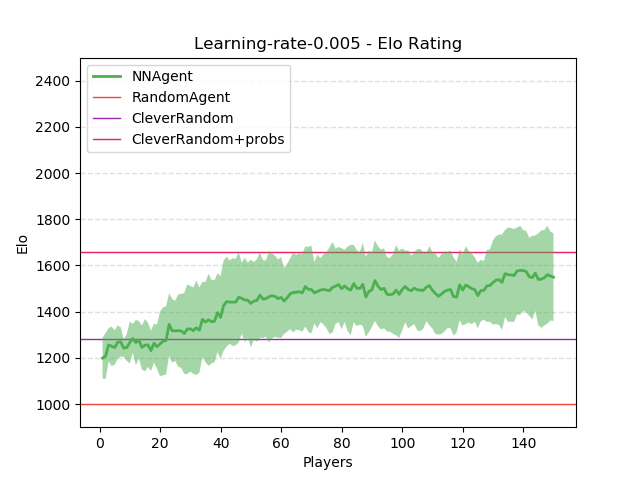 Learning-rate-0.005 - Elo Rating
NNAgent
RandomAgent
CleverRandom
CleverRandom+probs
2400
2200
2000
1800
1600
1400
1200
1000
Elo
0 20 40 60 80 100 120 140
Players